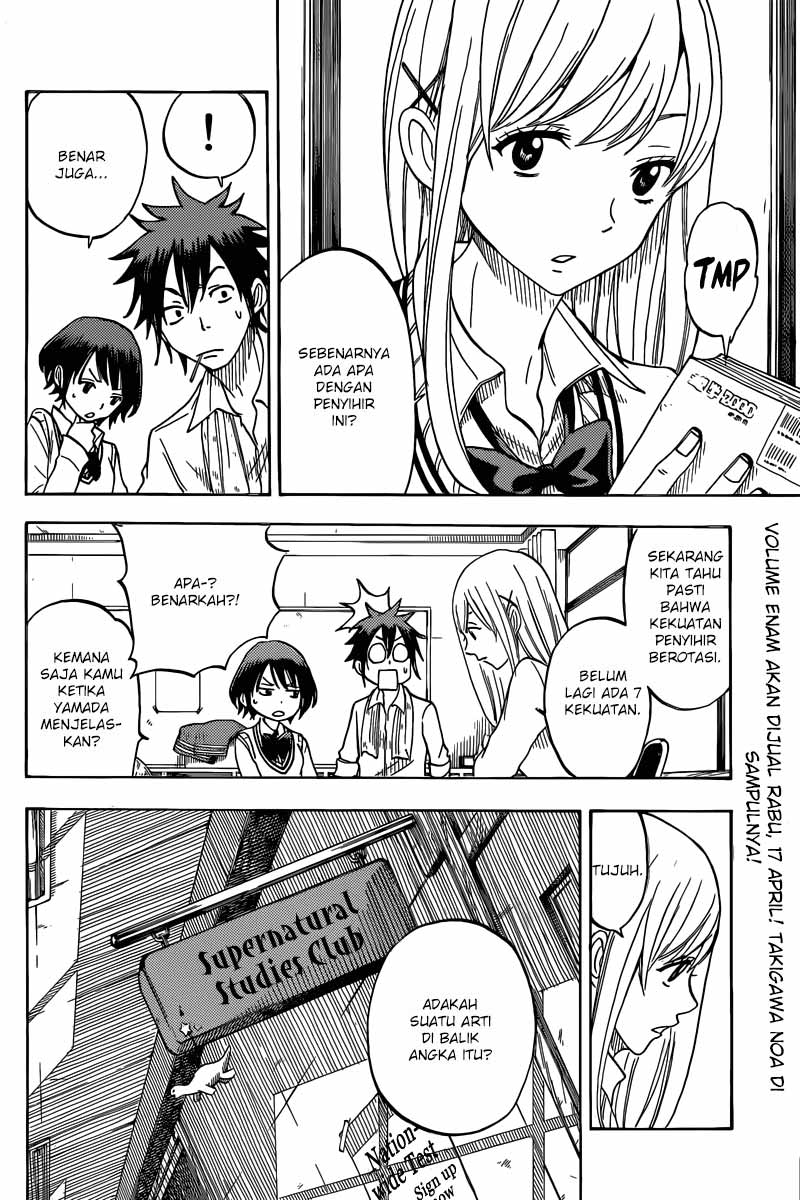 TMP
2000
SEBENARNYA
ADA APA
DENGAN
PENYIHIR
INI?
!
BENAR
JUGA...
SEKARANG
KITA TAHU
PASTI
BAHWA
KEKUATAN
PENYIHIR
BEROTASI.
BELUM
LAGI ADA 7
KEKUATAN.
APA-?
BENARKAH?!
KEMANA
SAJA KAMU
KETIKA
YAMADA
MENJELAS-
KAN?
VOLUME ENAM AKAN DIJUAL RABU, 17 APRIL! TAKIGAWA NOA DI
SAMPULNYA!
TUJUH.
Supernatural
Studies Club
ADAKAH
SUATU ARTI
DI BALIK
ANGKA ITU?
Nation-
wide Test
Sign up
now